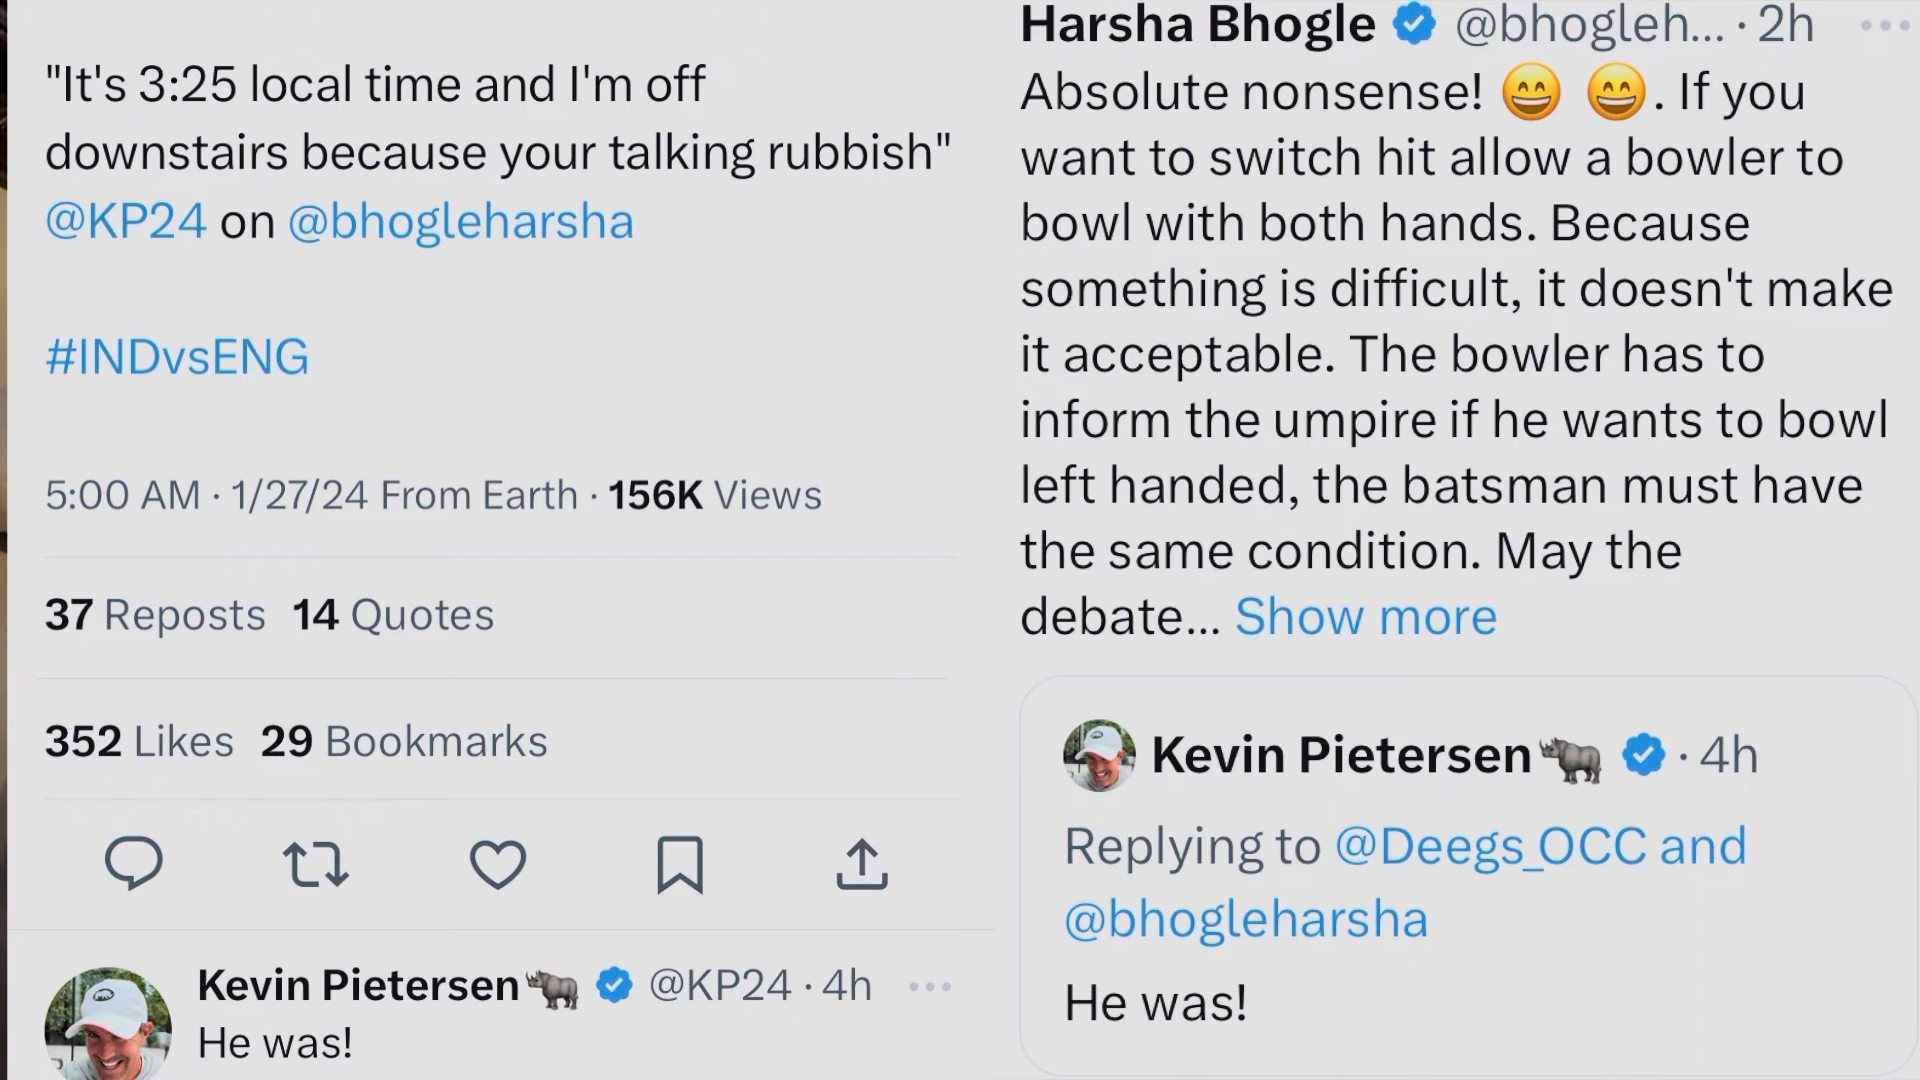 "It's 3:25 local time and I'm off
downstairs because your talking rubbish"
@KP24 on @bhogleharsha
#INDvsENG
5:00 AM · 1/27/24 From Earth · 156K Views
37 Reposts 14 Quotes
352 Likes 29 Bookmarks
Kevin Pietersen🦏 @KP24 · 4h
He was!
Harsha Bhogle @bhogleh... · 2h
Absolute nonsense! 😄 😄. If you
want to switch hit allow a bowler to
bowl with both hands. Because
something is difficult, it doesn't make
it acceptable. The bowler has to
inform the umpire if he wants to bowl
left handed, the batsman must have
the same condition. May the
debate... Show more
Kevin Pietersen🦏 · 4h
Replying to @Deegs_OCC and
@bhogleharsha
He was!